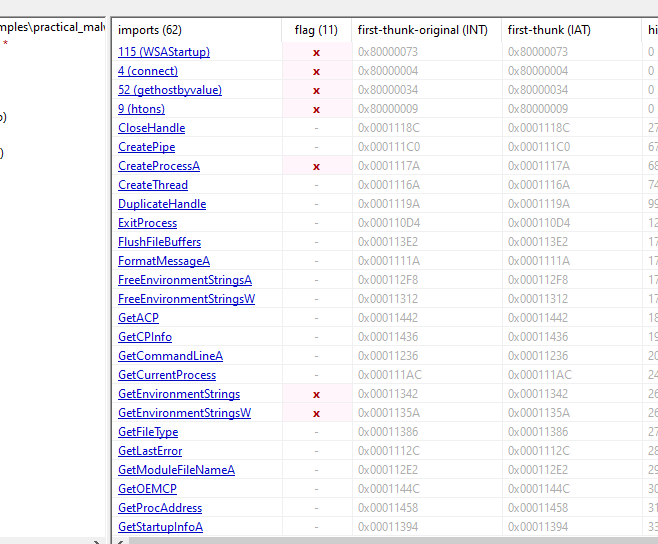 mples\practical_mal
*
)
)
imports (62) flag (11) first-thunk-original (INT) first-thunk (IAT) hi
115 (WSAStartup) x 0x80000073 0x80000073 0
4 (connect) x 0x80000004 0x80000004 0
52 (gethostbyvalue) x 0x80000034 0x80000034 0
9 (htons) x 0x80000009 0x80000009 0
CloseHandle - 0x0001118C 0x0001118C 27
CreatePipe - 0x000111C0 0x000111C0 67
CreateProcessA x 0x0001117A 0x0001117A 68
CreateThread - 0x0001116A 0x0001116A 74
DuplicateHandle - 0x0001119A 0x0001119A 99
ExitProcess - 0x000110D4 0x000110D4 12
FlushFileBuffers - 0x000113E2 0x000113E2 17
FormatMessageA - 0x0001111A 0x0001111A 17
FreeEnvironmentStringsA - 0x000112F8 0x000112F8 17
FreeEnvironmentStringsW - 0x00011312 0x00011312 17
GetACP - 0x00011442 0x00011442 18
GetCPInfo - 0x00011436 0x00011436 19
GetCommandLineA - 0x00011236 0x00011236 20
GetCurrentProcess - 0x000111AC 0x000111AC 24
GetEnvironmentStrings x 0x00011342 0x00011342 26
GetEnvironmentStringsW x 0x0001135A 0x0001135A 26
GetFileType - 0x00011386 0x00011386 27
GetLastError - 0x0001112C 0x0001112C 28
GetModuleFileNameA - 0x000112E2 0x000112E2 29
GetOEMCP - 0x0001144C 0x0001144C 30
GetProcAddress - 0x00011458 0x00011458 31
GetStartupInfoA - 0x00011394 0x00011394 33